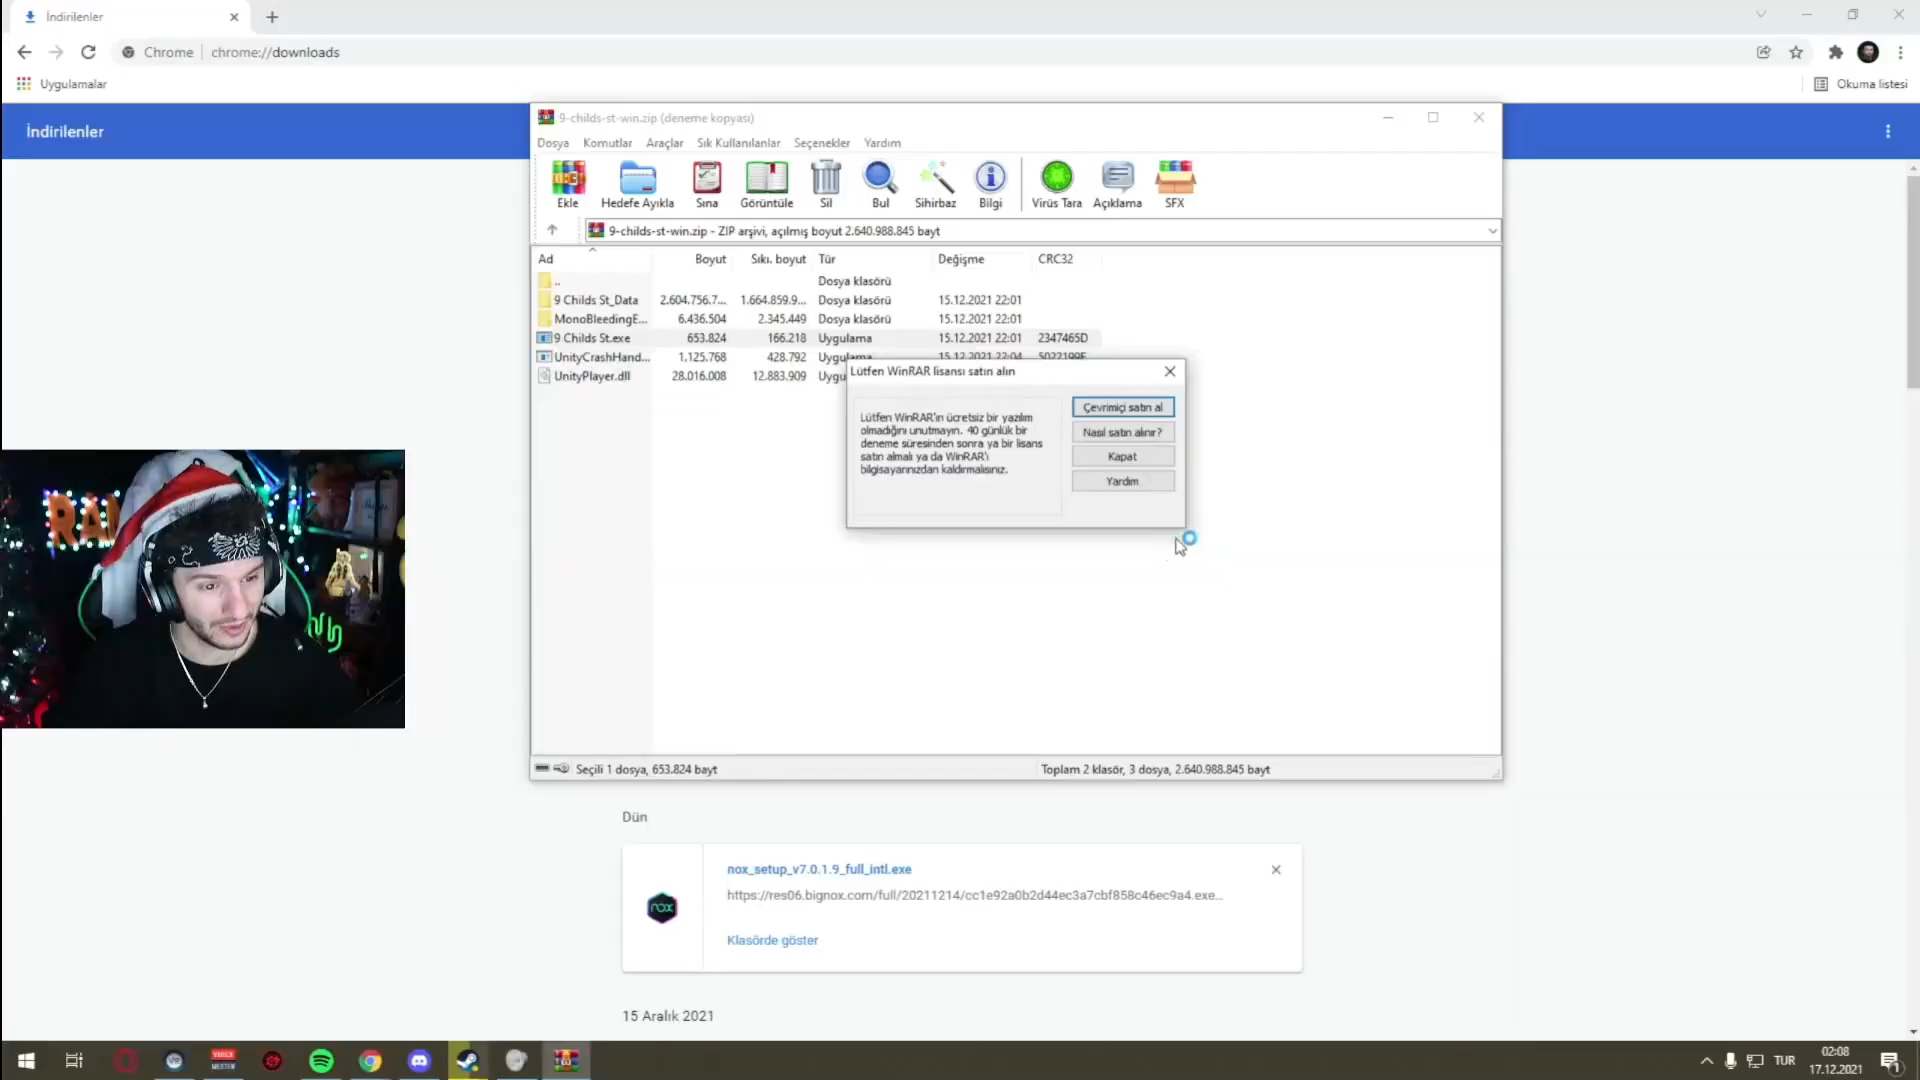 İndirilenler
Chrome chrome://downloads
Uygulamalar
Okuma listesi
İndirilenler
9-childs-st-win.zip (deneme kopyası)
Dosya Komutlar Araçlar Sık Kullanılanlar Seçenekler Yardım
Ekle Hedefe Ayıkla Sına Görüntüle Sil Bul Sihirbaz Bilgi Virüs Tara Açıklama SFX
9-childs-st-win.zip - ZIP arşivi, açılmış boyut 2.640.988.845 bayt
Ad Boyut Sıkı. boyut Tür Değişme CRC32
.. Dosya klasörü
9 Childs St_Data 2.604.756.7... 1.664.859.9... Dosya klasörü 15.12.2021 22:01
MonoBleedingE... 6.436.504 2.345.449 Dosya klasörü 15.12.2021 22:01
9 Childs St.exe 653.824 166.218 Uygulama 15.12.2021 22:01 2347465D
UnityCrashHand... 1.125.768 428.792 Uygulama 15.12.2021 22:04
UnityPlayer.dll 28.016.008 12.883.909 Uygu
Lütfen WinRAR lisansı satın alın
Lütfen WinRAR'ın ücretsiz bir yazılım
olmadığını unutmayın. 40 günlük bir
deneme süresinden sonra ya bir lisans
satın almalı ya da WinRAR'ı
bilgisayarınızdan kaldırmalısınız.
Çevrimiçi satın al
Nasıl satın alınır?
Kapat
Yardım
Seçili 1 dosya, 653.824 bayt
Toplam 2 klasör, 3 dosya, 2.640.988.845 bayt
Dün
nox_setup_v7.0.1.9_full_intl.exe
https://res06.bignox.com/full/20211214/cc1e92a0b2d44ec3a7cbf858c46ec9a4.exe...
nox
Klasörde göster
15 Aralık 2021
TUR
02:08
17.12.2021
1